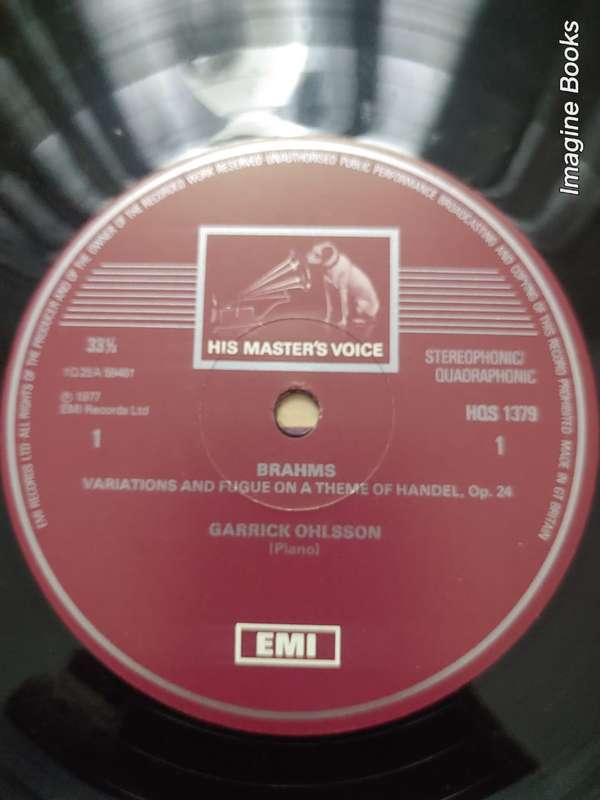 Imagine Books
EMI RECORDS LTD ALL RIGHTS OF THE PRODUCER AND OF THE OWNER OF THE RECORDED WORK RESERVED UNAUTHORISED PUBLIC PERFORMANCE BROADCASTING AND COPYING OF THIS RECORD PROHIBITED MADE IN GT BRITAIN
HIS MASTER'S VOICE
33⅓
STEREOPHONIC/
QUADRAPHONIC
℗ 1977
EMI Records Ltd
HQS 1379
1
1
BRAHMS
VARIATIONS AND FUGUE ON A THEME OF HANDEL, Op. 24
GARRICK OHLSSON
(Piano)
EMI